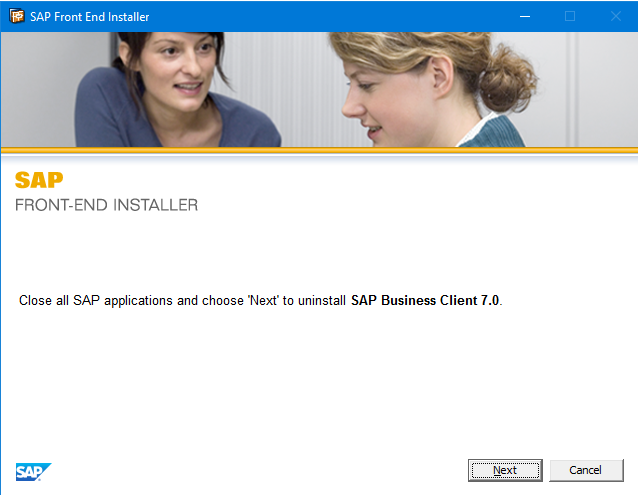 SAP Front End Installer
SAP
FRONT-END INSTALLER
Close all SAP applications and choose 'Next' to uninstall SAP Business Client 7.0.
SAP
Next
Cancel